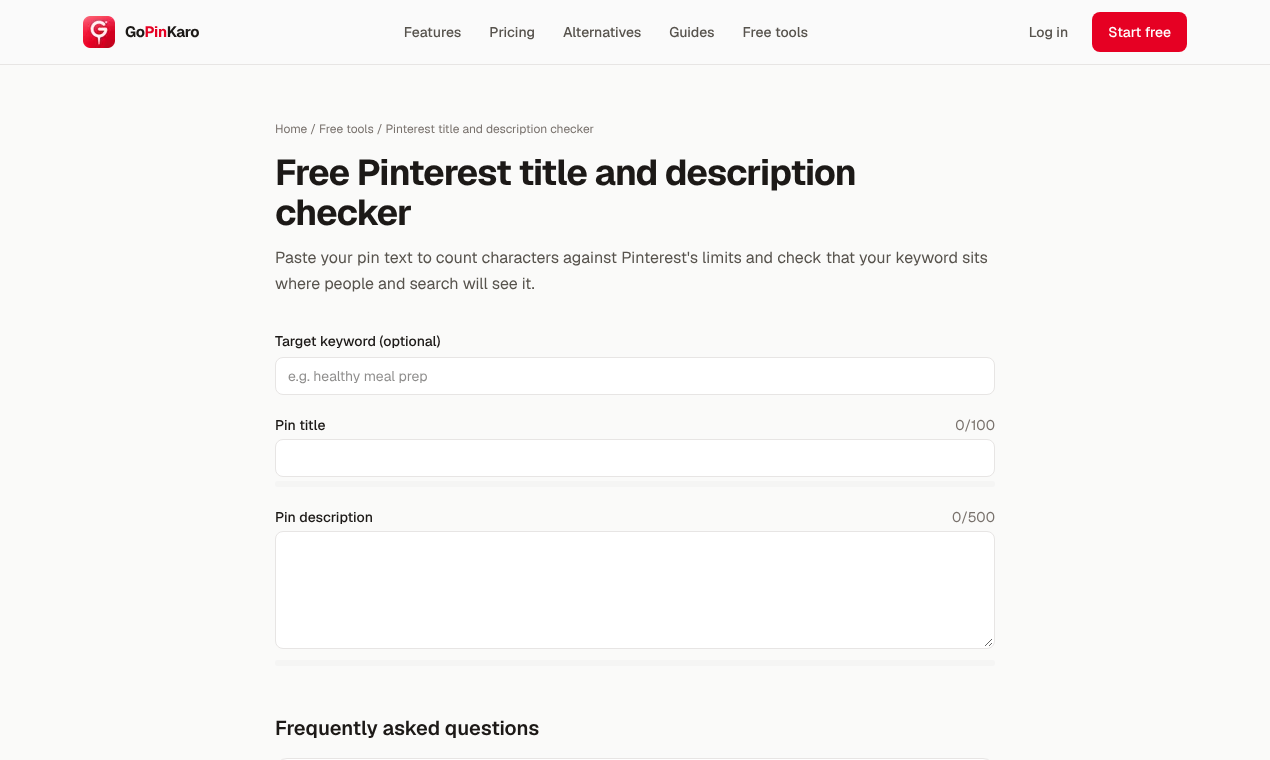 GoPinKaro
Features
Pricing
Alternatives
Guides
Free tools
Log in
Start free
Home / Free tools / Pinterest title and description checker
Free Pinterest title and description
checker
Paste your pin text to count characters against Pinterest's limits and check that your keyword sits
where people and search will see it.
Target keyword (optional)
e.g. healthy meal prep
Pin title
0/100
Pin description
0/500
Frequently asked questions